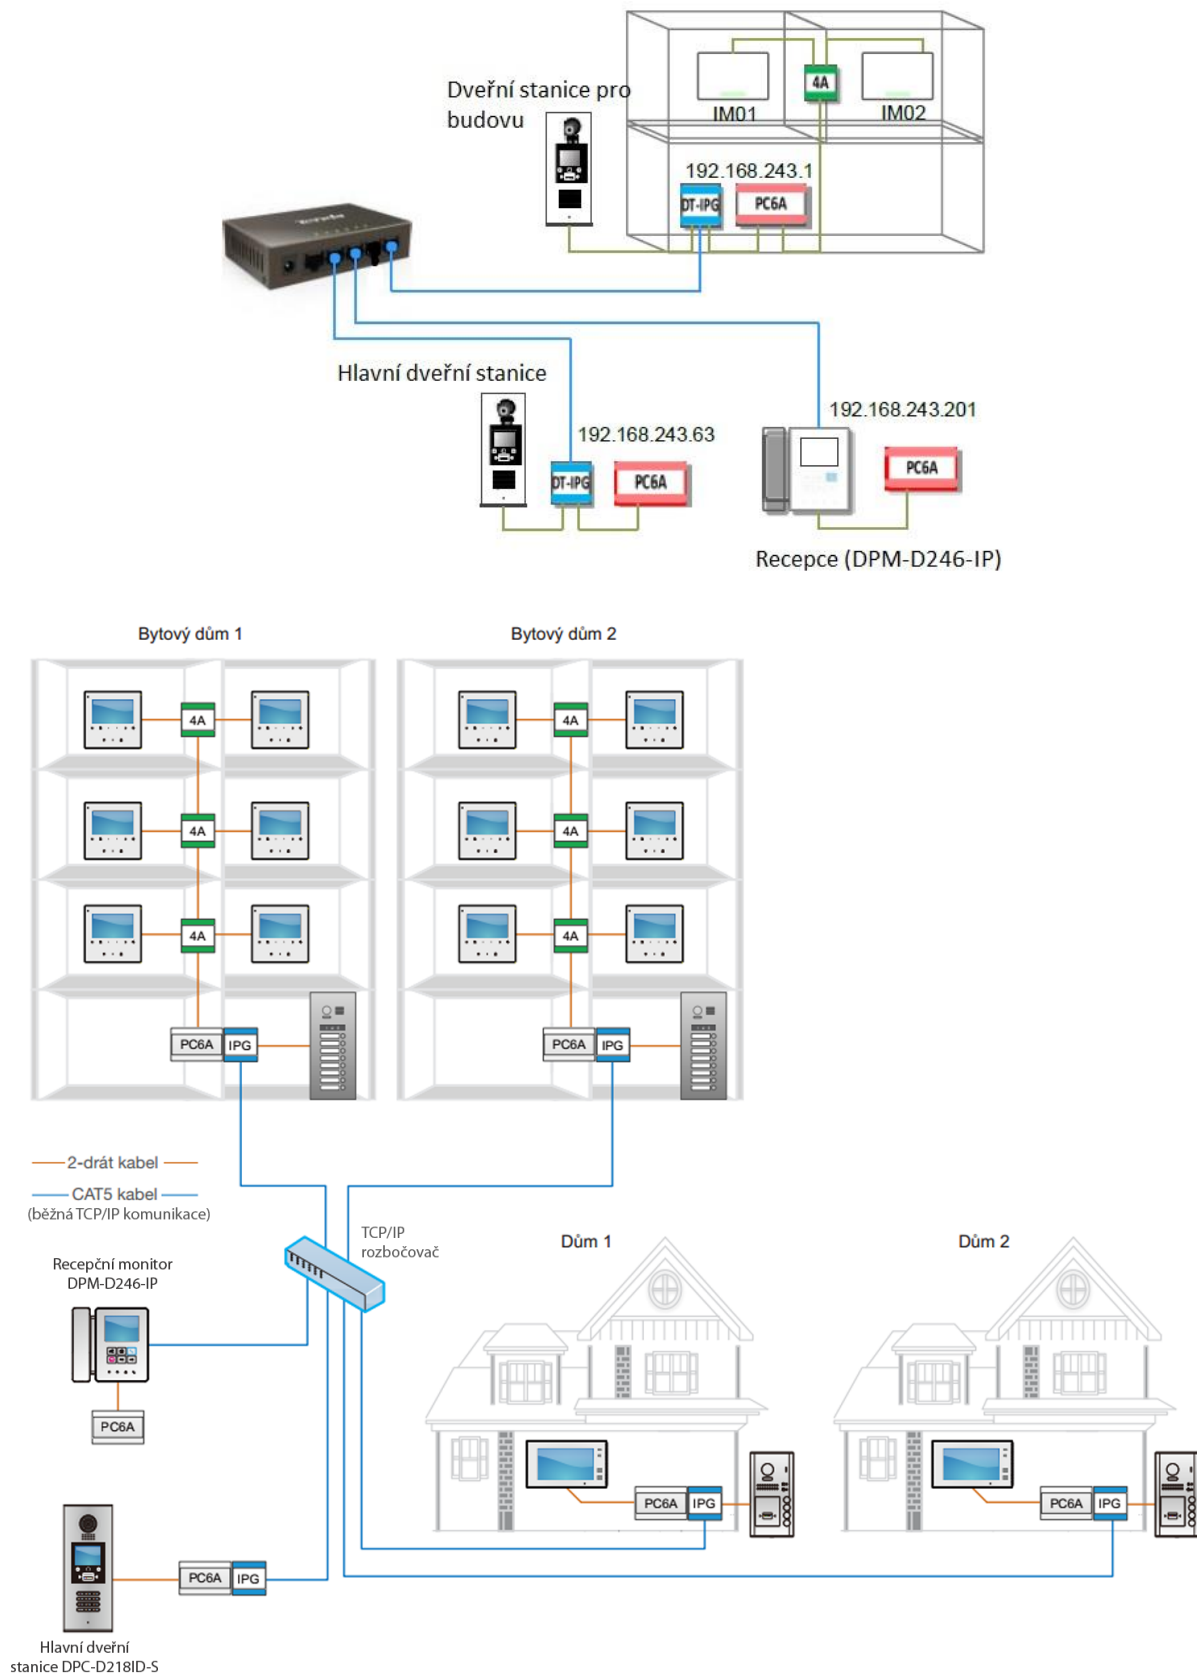 Dveřní stanice pro
budovu
4A
IM01
IM02
192.168.243.1
DT-IPG
PC6A
Hlavní dveřní stanice
192.168.243.63
DT-IPG
PC6A
192.168.243.201
PC6A
Recepce (DPM-D246-IP)
Bytový dům 1
Bytový dům 2
4A
4A
4A
4A
4A
4A
PC6A
IPG
PC6A
IPG
2-drát kabel
CAT5 kabel
(běžná TCP/IP komunikace)
TCP/IP
rozbočovač
Recepční monitor
DPM-D246-IP
PC6A
Dům 1
Dům 2
PC6A
IPG
PC6A
IPG
PC6A
IPG
Hlavní dveřní
stanice DPC-D218ID-S